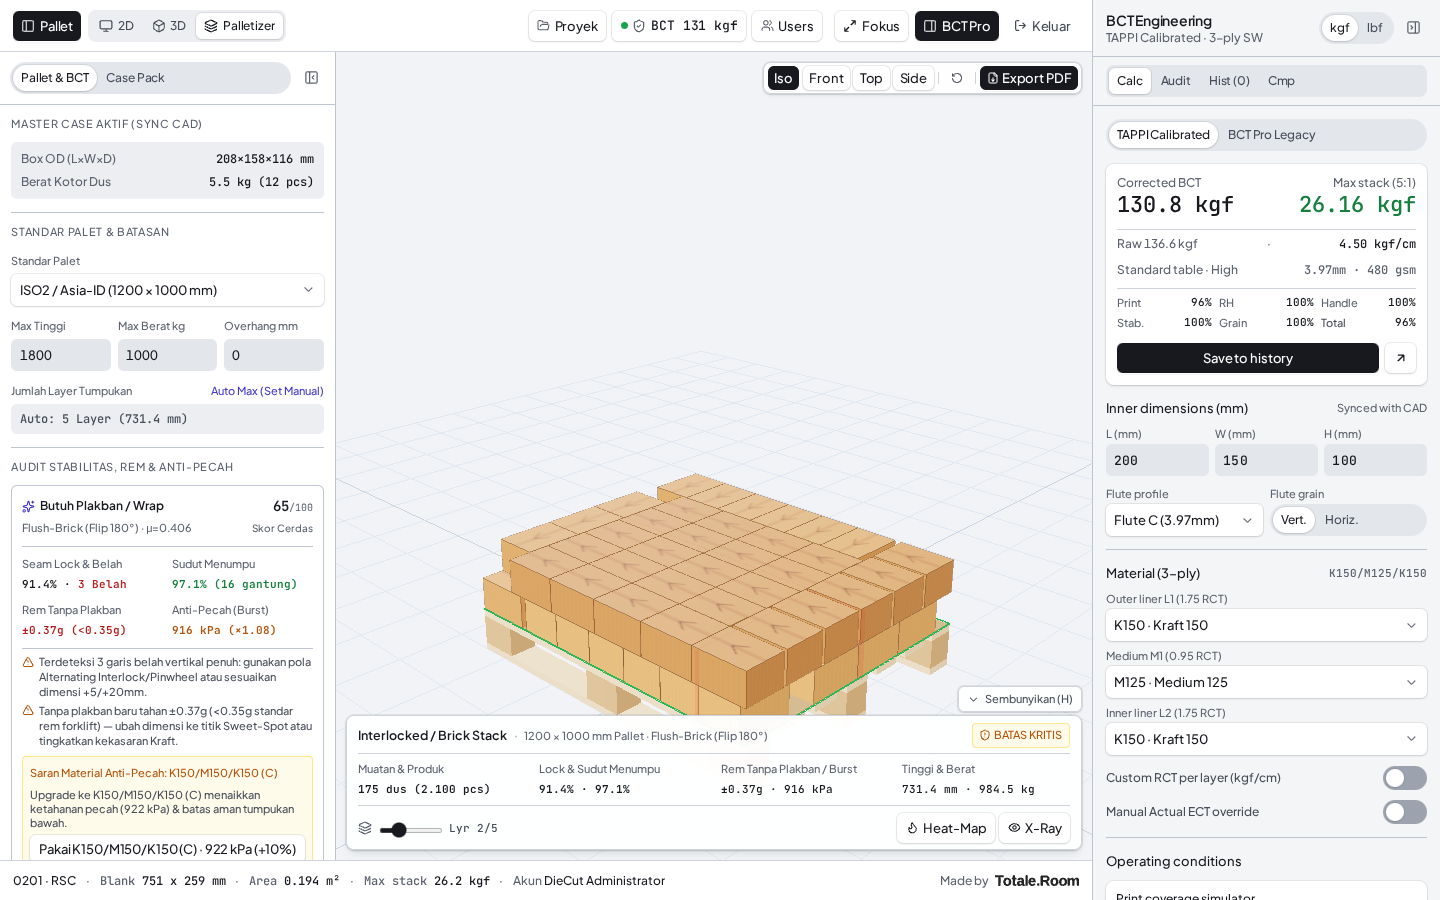 Pallet 2D 3D Palletizer Proyek BCT 131 kgf Users Fokus BCT Pro Keluar
BCT Engineering
TAPPI Calibrated · 3-ply SW
kgf lbf
Pallet & BCT Case Pack
Iso Front Top Side Export PDF
Calc Audit Hist (0) Cmp
MASTER CASE AKTIF (SYNC CAD)
Box OD (L×W×D) 208×158×116 mm
Berat Kotor Dus 5.5 kg (12 pcs)
STANDAR PALET & BATASAN
Standar Palet
ISO2 / Asia-ID (1200 × 1000 mm)
Max Tinggi Max Berat kg Overhang mm
1800 1000 0
Jumlah Layer Tumpukan Auto Max (Set Manual)
Auto: 5 Layer (731.4 mm)
AUDIT STABILITAS, REM & ANTI-PECAH
Butuh Plakban / Wrap 65/100
Flush-Brick (Flip 180°) · µ=0.406 Skor Cerdas
Seam Lock & Belah Sudut Menumpu
91.4% · 3 Belah 97.1% (16 gantung)
Rem Tanpa Plakban Anti-Pecah (Burst)
±0.37g (<0.35g) 916 kPa (×1.08)
Terdeteksi 3 garis belah vertikal penuh: gunakan pola
Alternating Interlock/Pinwheel atau sesuaikan
dimensi +5/+20mm.
Tanpa plakban baru tahan ±0.37g (<0.35g standar
rem forklift) — ubah dimensi ke titik Sweet-Spot atau
tingkatkan kekasaran Kraft.
Saran Material Anti-Pecah: K150/M150/K150 (C)
Upgrade ke K150/M150/K150 (C) menaikkan
ketahanan pecah (922 kPa) & batas aman tumpukan
bawah.
Pakai K150/M150/K150 (C) · 922 kPa (+10%)
Sembunyikan (H)
Interlocked / Brick Stack · 1200 × 1000 mm Pallet · Flush-Brick (Flip 180°) BATAS KRITIS
Muatan & Produk Lock & Sudut Menumpu Rem Tanpa Plakban / Burst Tinggi & Berat
175 dus (2.100 pcs) 91.4% · 97.1% ±0.37g · 916 kPa 731.4 mm · 984.5 kg
Lyr 2/5 Heat-Map X-Ray
TAPPI Calibrated BCT Pro Legacy
Corrected BCT Max stack (5:1)
130.8 kgf 26.16 kgf
Raw 136.6 kgf · 4.50 kgf/cm
Standard table · High 3.97mm · 480 gsm
Print 96% RH 100% Handle 100%
Stab. 100% Grain 100% Total 96%
Save to history
Inner dimensions (mm) Synced with CAD
L (mm) W (mm) H (mm)
200 150 100
Flute profile Flute grain
Flute C (3.97mm) Vert. Horiz.
Material (3-ply) K150/M125/K150
Outer liner L1 (1.75 RCT)
K150 · Kraft 150
Medium M1 (0.95 RCT)
M125 · Medium 125
Inner liner L2 (1.75 RCT)
K150 · Kraft 150
Custom RCT per layer (kgf/cm)
Manual Actual ECT override
Operating conditions
Print coverage simulator
0201 · RSC · Blank 751 x 259 mm · Area 0.194 m² · Max stack 26.2 kgf · Akun DieCut Administrator Made by Totale.Room